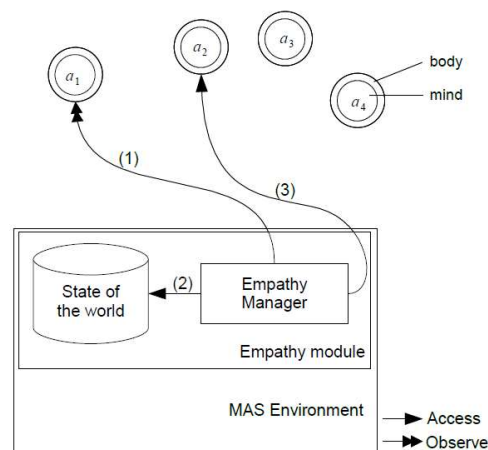 a1
a2
a3
a4
body
mind
(1)
(3)
State of
the world
(2)
Empathy
Manager
Empathy module
MAS Environment
Access
Observe